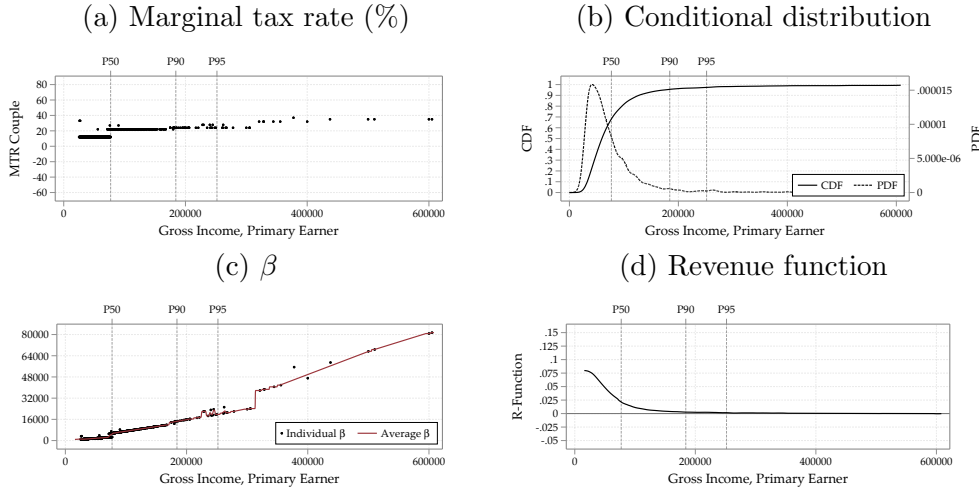 (a) Marginal tax rate (%)
P50 P90 P95
MTR Couple
80
60
40
20
0
-20
-40
-60
0 200000 400000 600000
Gross Income, Primary Earner
(b) Conditional distribution
P50 P90 P95
CDF
1
.9
.8
.7
.6
.5
.4
.3
.2
.1
0
.000015
.00001
5.000e-06
0
PDF
CDF PDF
0 200000 400000 600000
Gross Income, Primary Earner
(c) β
P50 P90 P95
80000
64000
48000
32000
16000
0
Individual β Average β
0 200000 400000 600000
Gross Income, Primary Earner
(d) Revenue function
P50 P90 P95
R-Function
.15
.125
.1
.075
.05
.025
0
-.025
-.05
0 200000 400000 600000
Gross Income, Primary Earner